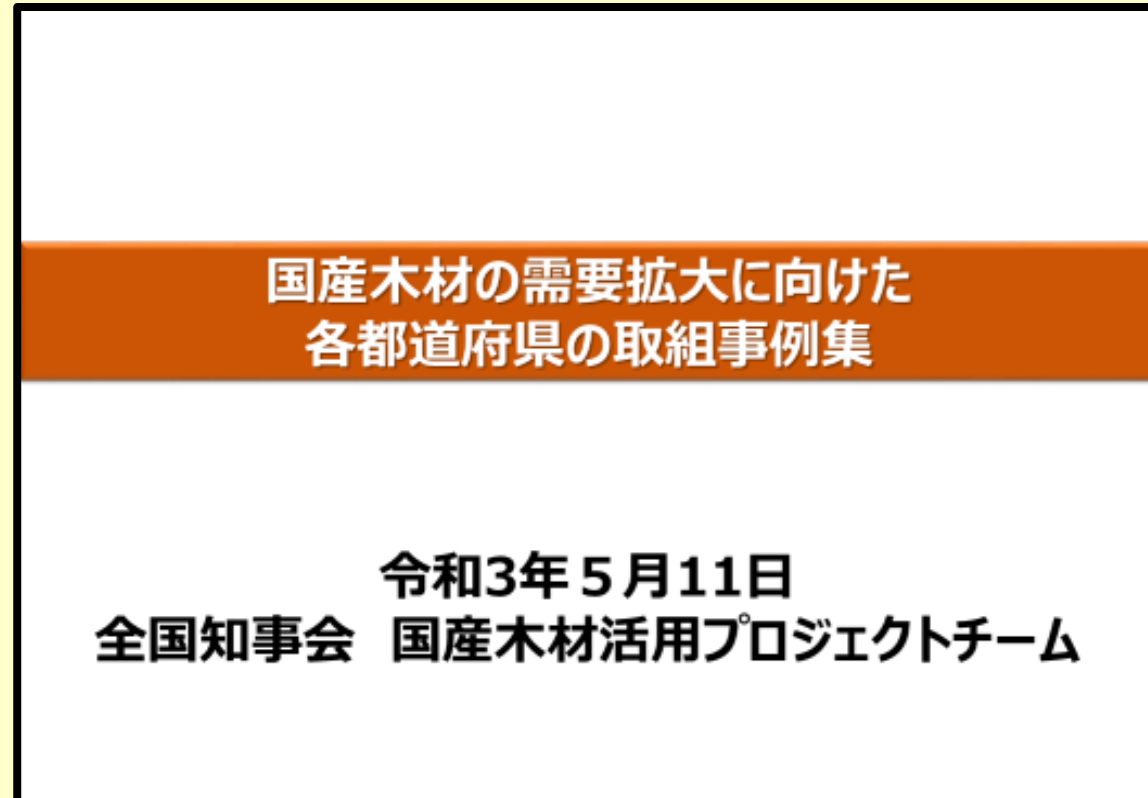 国産木材の需要拡大に向けた
各都道府県の取組事例集
令和3年５月11日
全国知事会　国産木材活用プロジェクトチーム